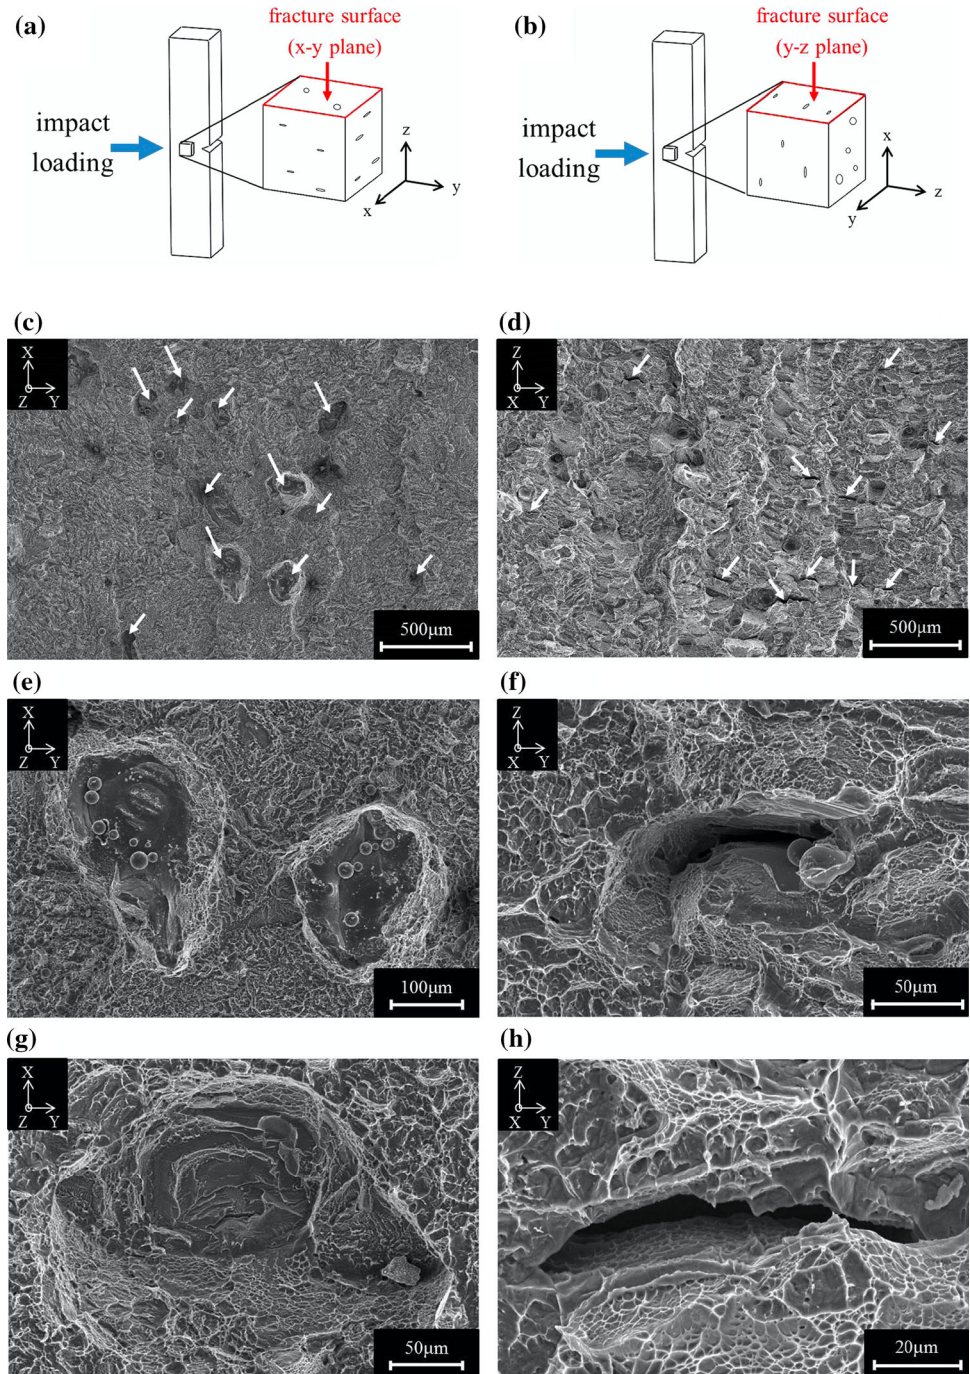 (a)
fracture surface
(x-y plane)
impact
loading
z
y
x
(b)
fracture surface
(y-z plane)
impact
loading
x
z
y
(c)
X
Z Y
500μm
(d)
Z
X Y
500μm
(e)
X
Z Y
100μm
(f)
Z
X Y
50μm
(g)
X
Z Y
50μm
(h)
Z
X Y
20μm